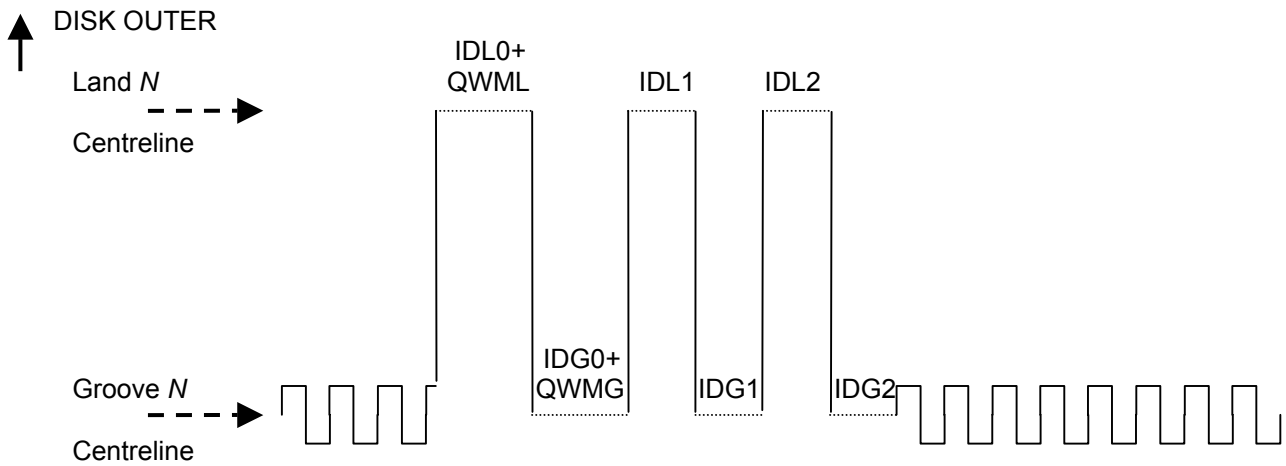 DISK OUTER
IDL0+
QWML
IDL1
IDL2
Land N
Centreline
IDG0+
QWMG
IDG1
IDG2
Groove N
Centreline